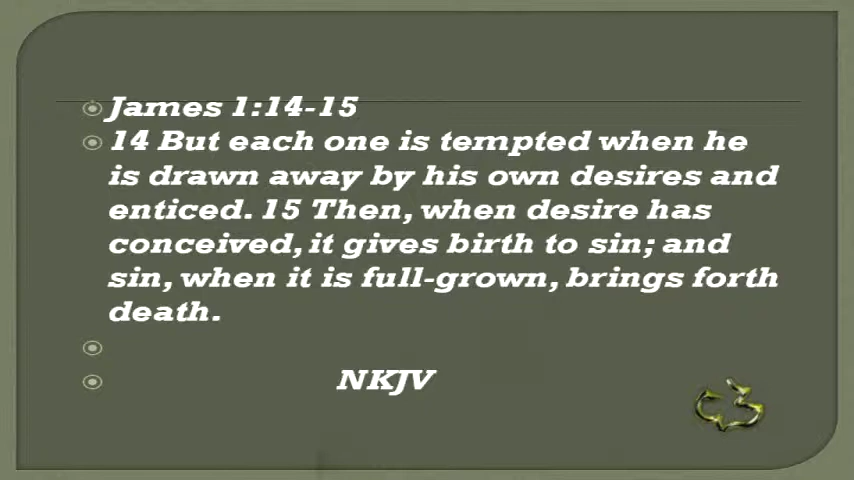 James 1:14-15
14 But each one is tempted when he
is drawn away by his own desires and
enticed. 15 Then, when desire has
conceived, it gives birth to sin; and
sin, when it is full-grown, brings forth
death.
NKJV
C3